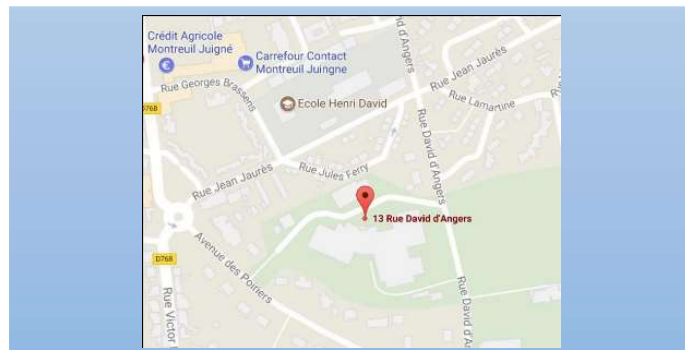 Crédit Agricole
Montreuil Juigné
Carrefour Contact
Montreuil Juingne
Rue Georges Brassens
D768
Ecole Henri David
Rue Jean Jaurès
Rue Lamartine
Rue David d'Angers
Rue Jules Ferry
Rue Jean Jaurès
13 Rue David d'Angers
Avenue des Poiriers
D768
Rue Victor
Rue David d'Angers